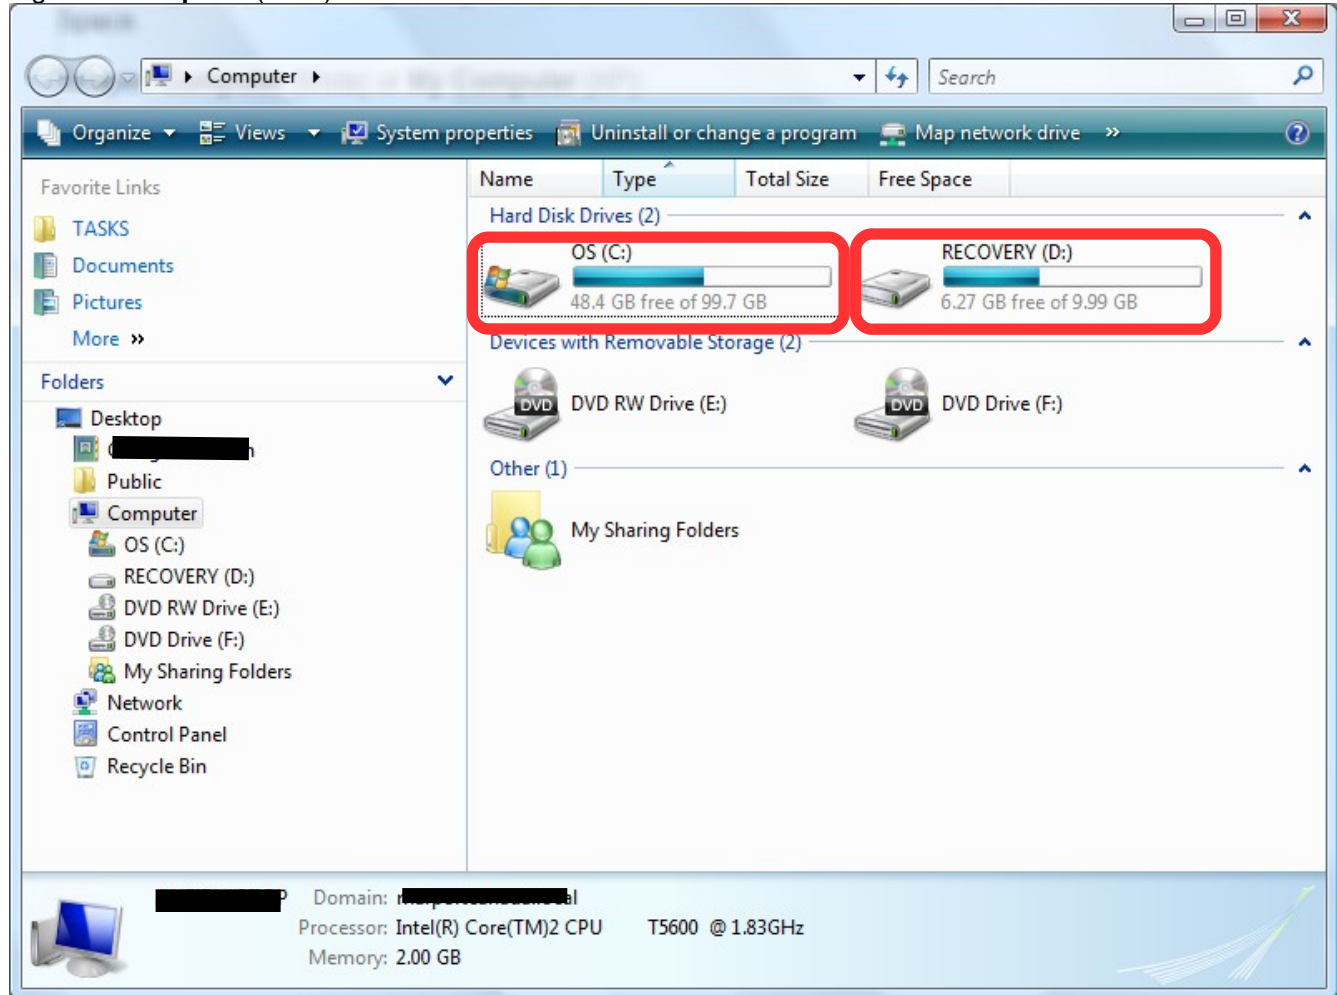 Computer
Search
Organize Views System properties Uninstall or change a program Map network drive »
Favorite Links
TASKS
Documents
Pictures
More »
Folders
Desktop
Public
Computer
OS (C:)
RECOVERY (D:)
DVD RW Drive (E:)
DVD Drive (F:)
My Sharing Folders
Network
Control Panel
Recycle Bin
Name Type Total Size Free Space
Hard Disk Drives (2)
OS (C:)
48.4 GB free of 99.7 GB
RECOVERY (D:)
6.27 GB free of 9.99 GB
Devices with Removable Storage (2)
DVD RW Drive (E:)
DVD
DVD Drive (F:)
DVD
Other (1)
My Sharing Folders
Domain:
Processor: Intel(R) Core(TM)2 CPU T5600 @ 1.83GHz
Memory: 2.00 GB